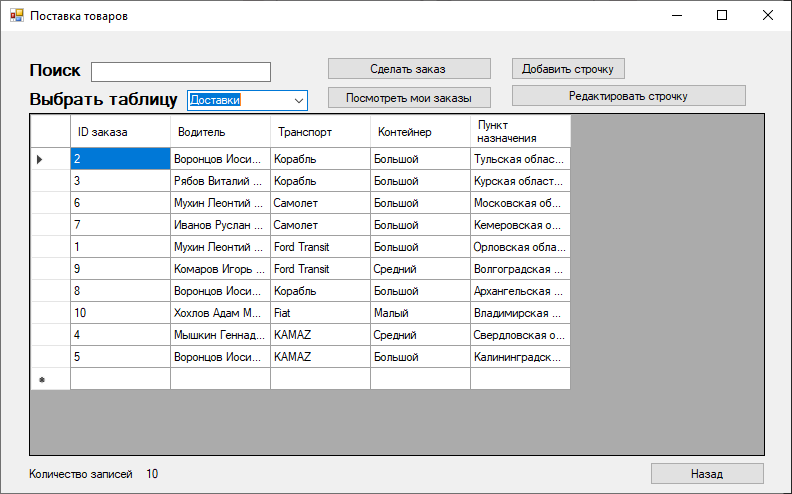 Поставка товаров
Поиск
Сделать заказ
Добавить строчку
Выбрать таблицу
Доставки
Посмотреть мои заказы
Редактировать строчку
ID заказа Водитель Транспорт Контейнер Пункт назначения
2 Воронцов Иоси... Корабль Большой Тульская облас...
3 Рябов Виталий ... Корабль Большой Курская област...
6 Мухин Леонтий ... Самолет Большой Московская об...
7 Иванов Руслан ... Самолет Большой Кемеровская о...
1 Мухин Леонтий ... Ford Transit Большой Орловская обла...
9 Комаров Игорь ... Ford Transit Средний Волгоградская ...
8 Воронцов Иоси... Корабль Большой Архангельская ...
10 Хохлов Адам М... Fiat Малый Владимирская ...
4 Мышкин Геннад... KAMAZ Средний Свердловская о...
5 Воронцов Иоси... KAMAZ Большой Калининградск...
Количество записей 10
Назад